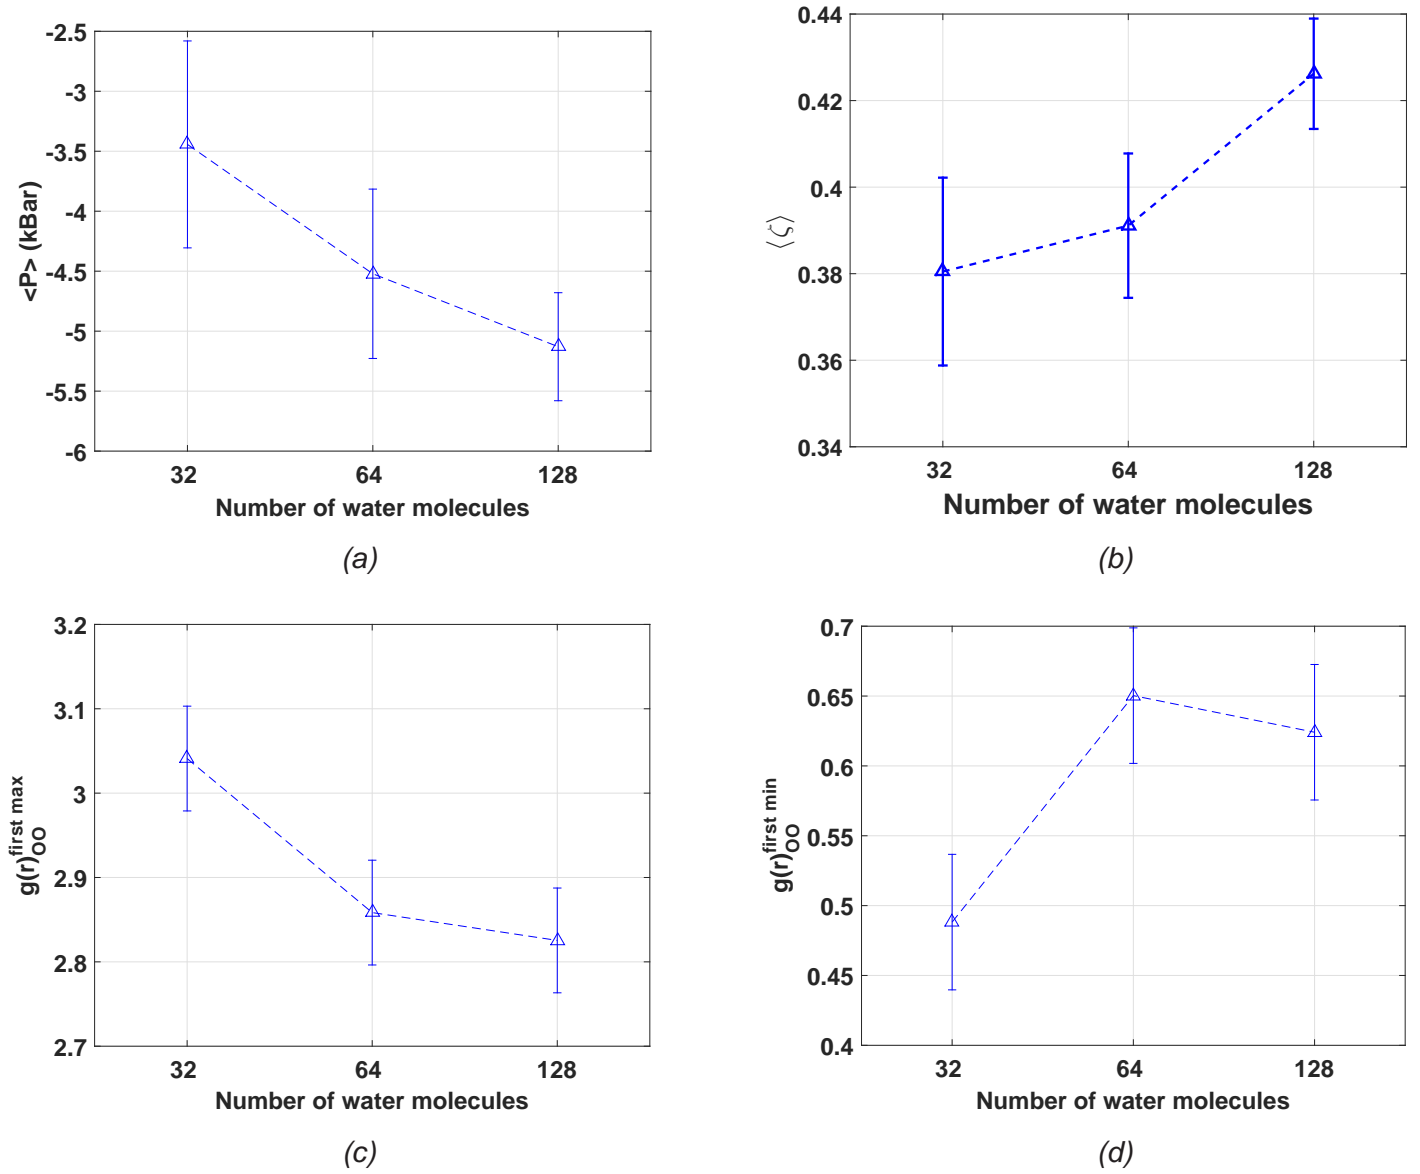 -2.5
-3
-3.5
-4
-4.5
-5
-5.5
-6
<P> (kBar)
32 64 128
Number of water molecules
(a)
0.44
0.42
0.4
0.38
0.36
0.34
⟨ζ⟩
32 64 128
Number of water molecules
(b)
3.2
3.1
3
2.9
2.8
2.7
g(r)OO first max
32 64 128
Number of water molecules
(c)
0.7
0.65
0.6
0.55
0.5
0.45
0.4
g(r)OO first min
32 64 128
Number of water molecules
(d)